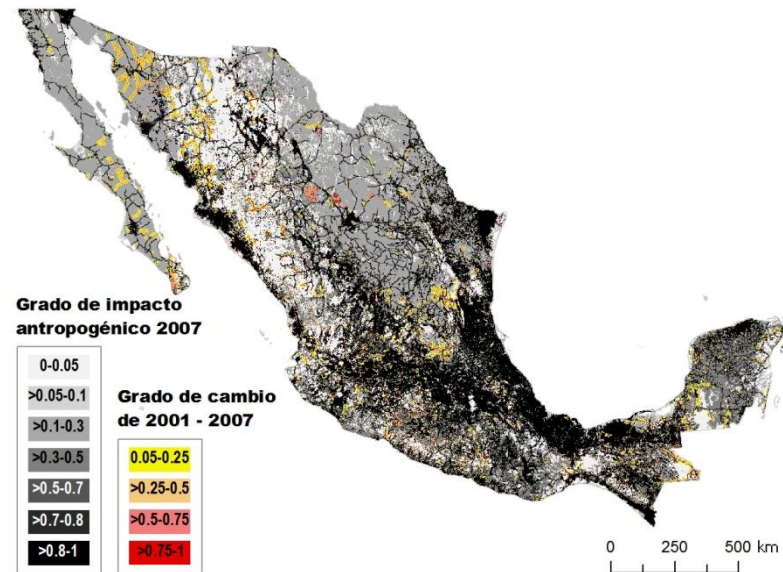 Grado de impacto
antropogénico 2007
0-0.05
>0.05-0.1
>0.1-0.3
>0.3-0.5
>0.5-0.7
>0.7-0.8
>0.8-1
Grado de cambio
de 2001 - 2007
0.05-0.25
>0.25-0.5
>0.5-0.75
>0.75-1
0 250 500 km